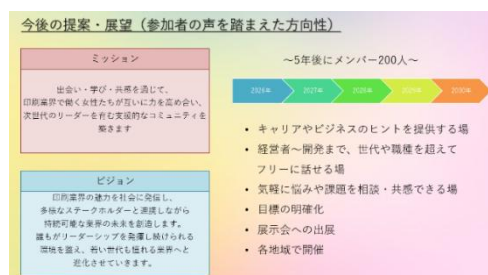 今後の提案・展望（参加者の声を踏まえた方向性）
ミッション
出会い・学び・共感を通じて、
印刷業界で働く女性たちが互いに力を高め合い、
次世代のリーダーを育む支援的なコミュニティを
築きます
ビジョン
印刷業界の魅力を社会に発信し、
多様なステークホルダーと連携しながら
持続可能な業界の未来を創造します。
誰もがリーダーシップを発揮し続けられる
環境を整え、若い世代も憧れる業界へと
進化させていきます。
～5年後にメンバー200人～
2026年 2027年 2028年 2029年 2030年
• キャリアやビジネスのヒントを提供する場
• 経営者～開発まで、世代や職種を超えて
フリーに話せる場
• 気軽に悩みや課題を相談・共感できる場
• 目標の明確化
• 展示会への出展
• 各地域で開催